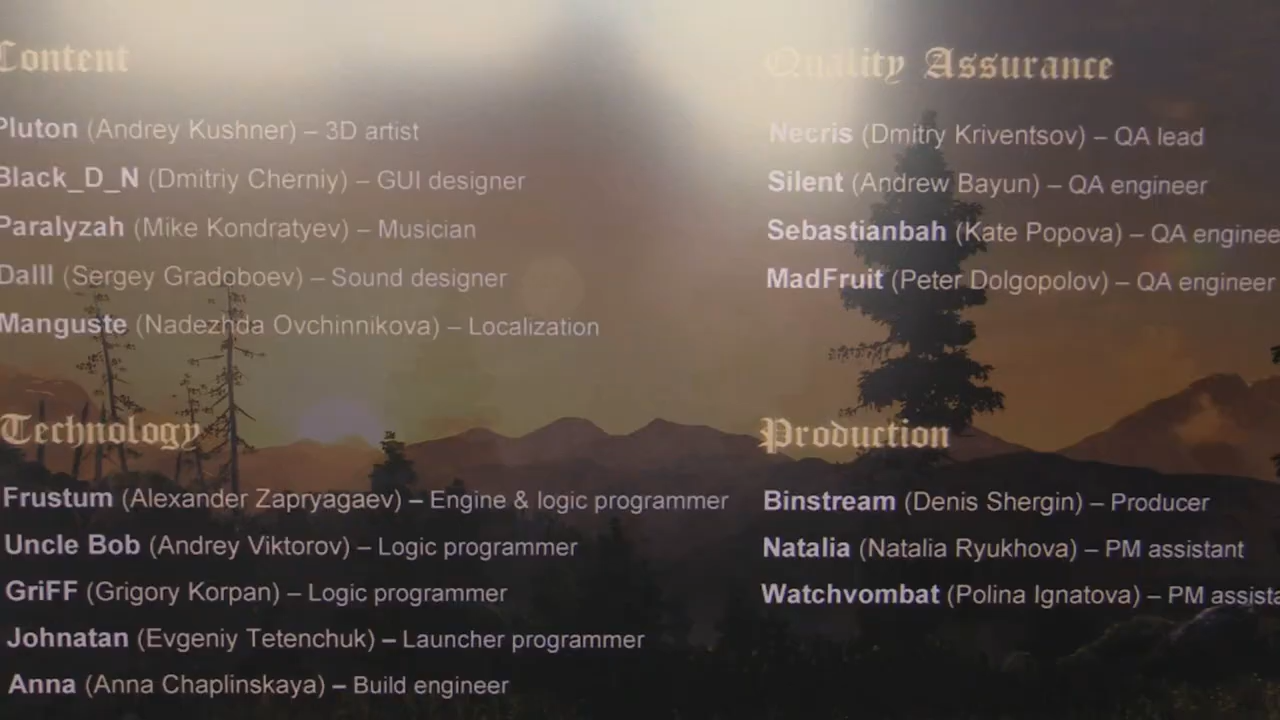 Content
Pluton (Andrey Kushner) – 3D artist
Black_D_N (Dmitriy Cherniy) – GUI designer
Paralyzah (Mike Kondratyev) – Musician
Dalll (Sergey Gradoboev) – Sound designer
Manguste (Nadezhda Ovchinnikova) – Localization
Technology
Frustum (Alexander Zapryagaev) – Engine & logic programmer
Uncle Bob (Andrey Viktorov) – Logic programmer
GriFF (Grigory Korpan) – Logic programmer
Johnatan (Evgeniy Tetenchuk) – Launcher programmer
Anna (Anna Chaplinskaya) – Build engineer
Quality Assurance
Necris (Dmitry Kriventsov) – QA lead
Silent (Andrew Bayun) – QA engineer
Sebastianbah (Kate Popova) – QA enginee
MadFruit (Peter Dolgopolov) – QA engineer
Production
Binstream (Denis Shergin) – Producer
Natalia (Natalia Ryukhova) – PM assistant
Watchvombat (Polina Ignatova) – PM assista